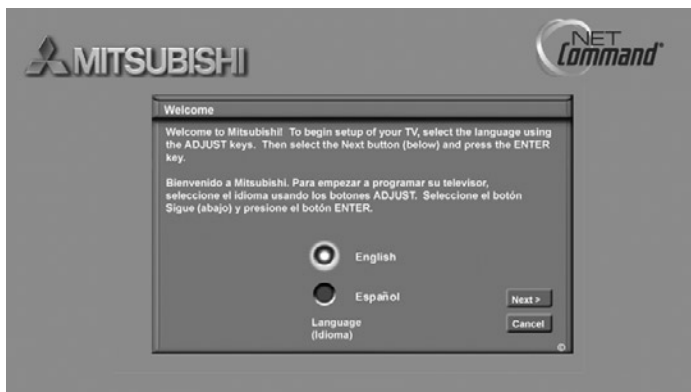 MITSUBISHI
NET
Command®
Welcome
Welcome to Mitsubishi! To begin setup of your TV, select the language using
the ADJUST keys. Then select the Next button (below) and press the ENTER
key.
Bienvenido a Mitsubishi. Para empezar a programar su televisor,
seleccione el idioma usando los botones ADJUST. Seleccione el botón
Sigue (abajo) y presione el botón ENTER.
English
Español
Language
(Idioma)
Next >
Cancel
©